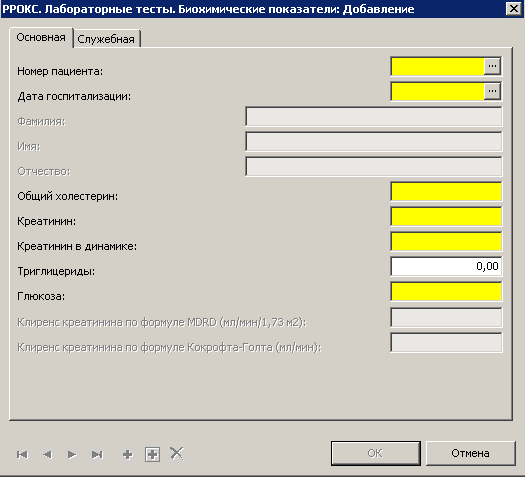 РРОКС. Лабораторные тесты. Биохимические показатели: Добавление
Основная Служебная
Номер пациента: ...
Дата госпитализации: ...
Фамилия:
Имя:
Отчество:
Общий холестерин:
Креатинин:
Креатинин в динамике:
Триглицериды: 0,00
Глюкоза:
Клиренс креатинина по формуле MDRD (мл/мин/1,73 м2):
Клиренс креатинина по формуле Кокрофта-Голта (мл/мин):
OK Отмена